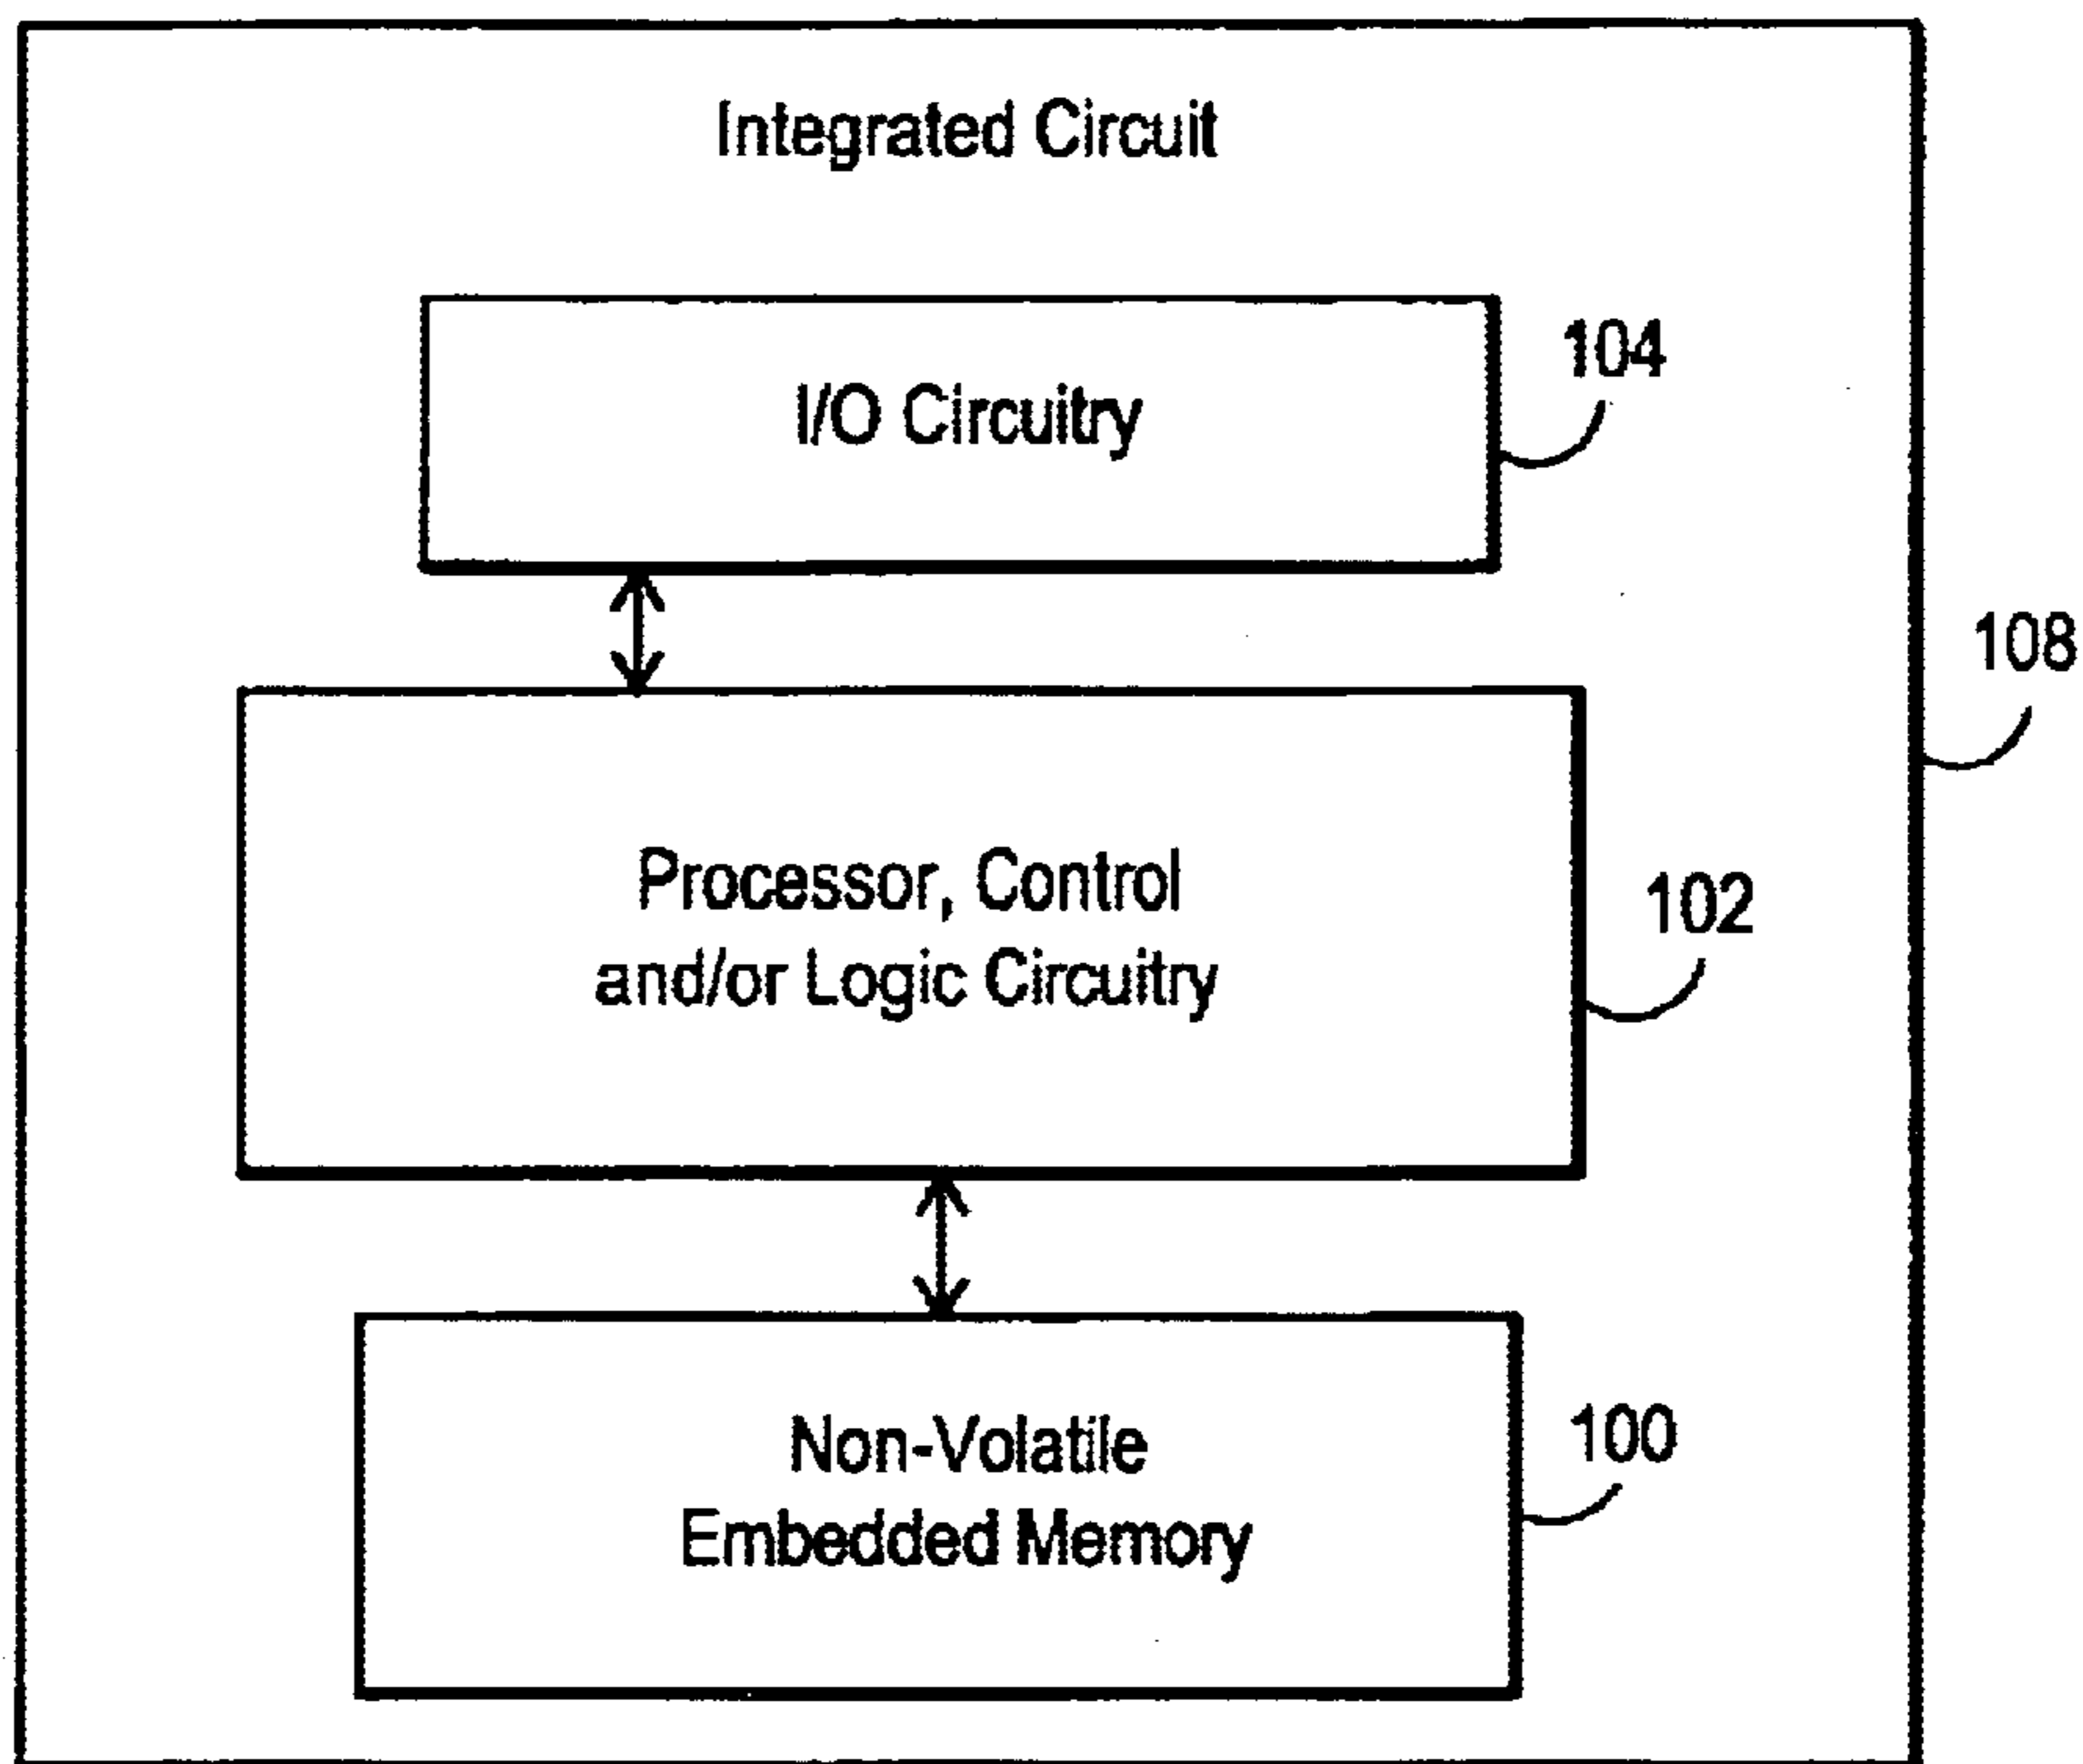 Integrated Circuit
104
I/O Circuitry
108
Processor, Control
and/or Logic Circuitry
102
Non-Volatile
Embedded Memory
100